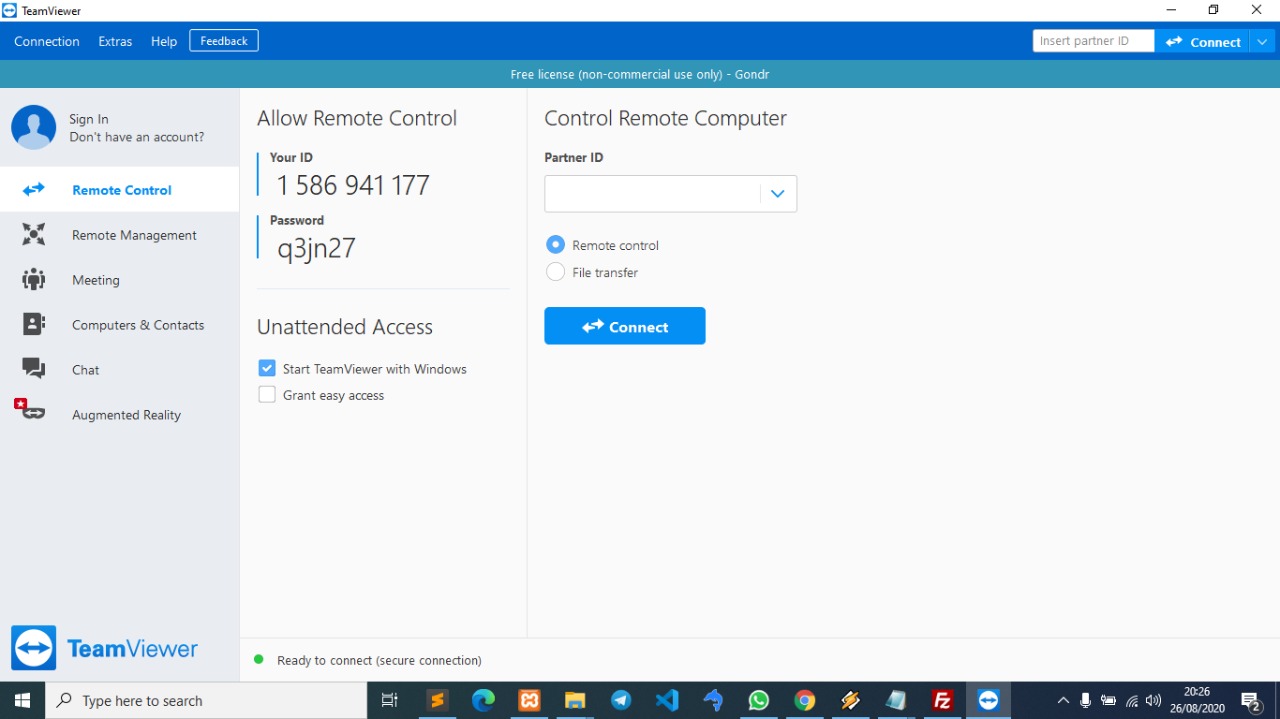 TeamViewer
Connection Extras Help Feedback
Insert partner ID Connect
Free license (non-commercial use only) - Gondr
Sign In
Don't have an account?
Remote Control
Remote Management
Meeting
Computers & Contacts
Chat
Augmented Reality
TeamViewer
Allow Remote Control
Your ID
1 586 941 177
Password
q3jn27
Unattended Access
Start TeamViewer with Windows
Grant easy access
Control Remote Computer
Partner ID
Remote control
File transfer
Connect
Ready to connect (secure connection)
Type here to search
20:26
26/08/2020
2